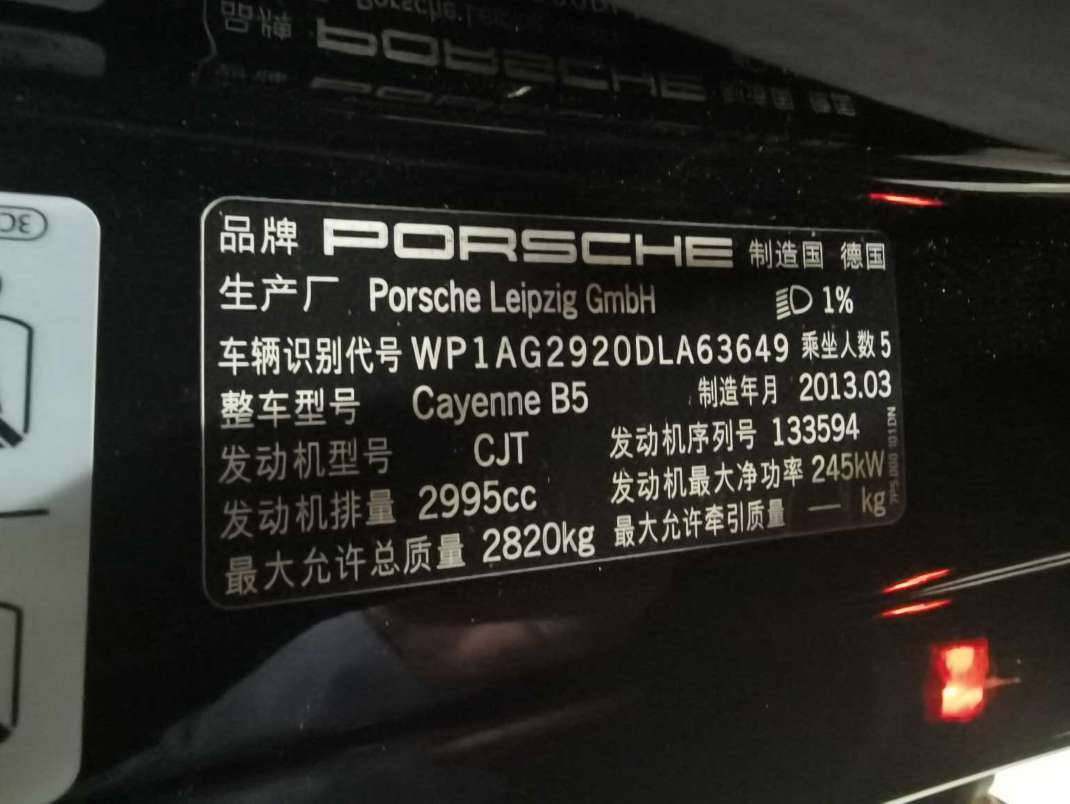 品牌 PORSCHE 制造国 德国
生产厂 Porsche Leipzig GmbH 1%
车辆识别代号 WP1AG2920DLA63649 乘坐人数 5
整车型号 Cayenne B5 制造年月 2013.03
发动机型号 CJT 发动机序列号 133594
发动机排量 2995cc 发动机最大净功率 245kW
最大允许总质量 2820kg 最大允许牵引质量 — kg